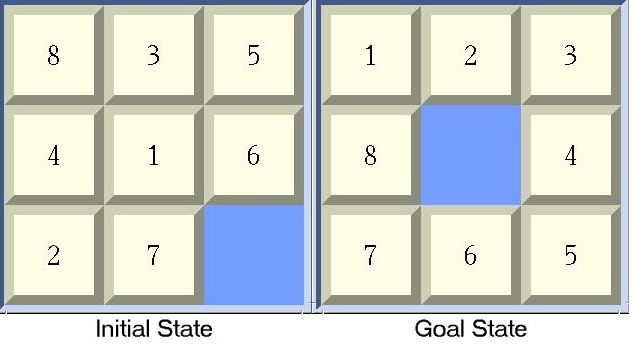 8 3 5
4 1 6
2 7
Initial State
1 2 3
8 4
7 6 5
Goal State